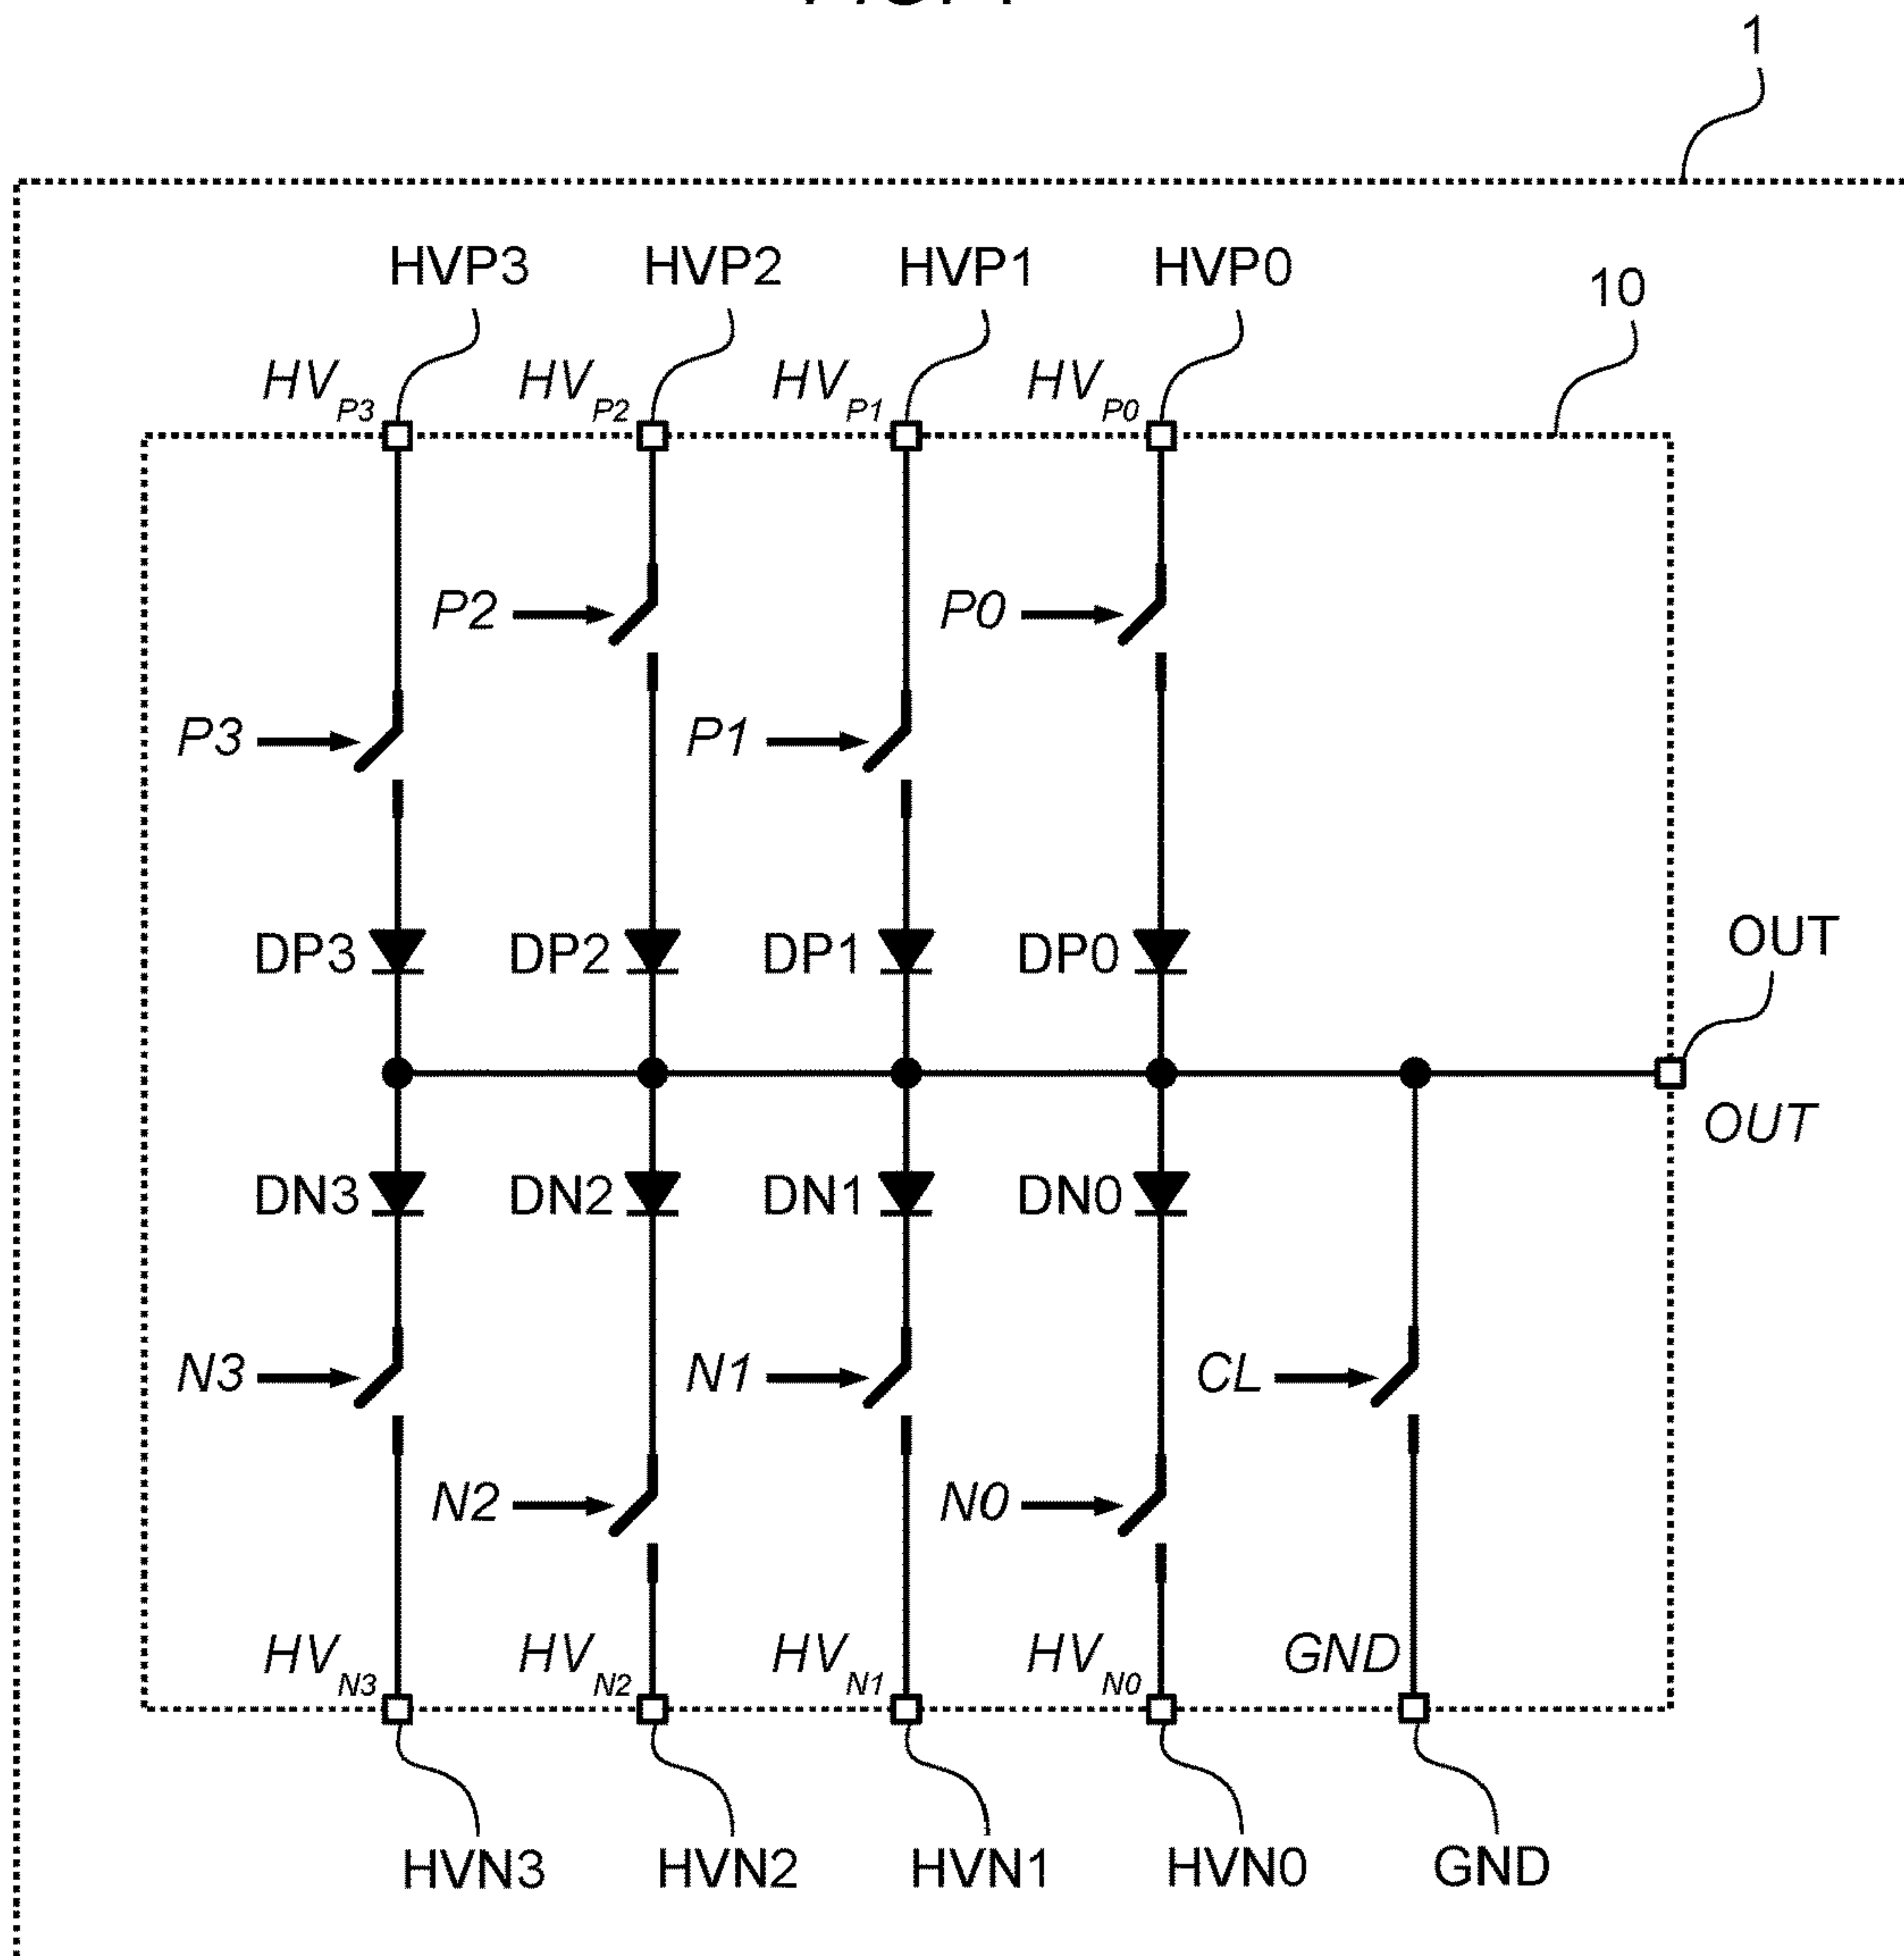 1
HVP3 HVP2 HVP1 HVP0
10
HVP3 HVP2 HVP1 HVP0
P2 P0
P3 P1
OUT
DP3 DP2 DP1 DP0
OUT
DN3 DN2 DN1 DN0
N3 N1 CL
N2 N0
HVN3 HVN2 HVN1 HVN0 GND
HVN3 HVN2 HVN1 HVN0 GND